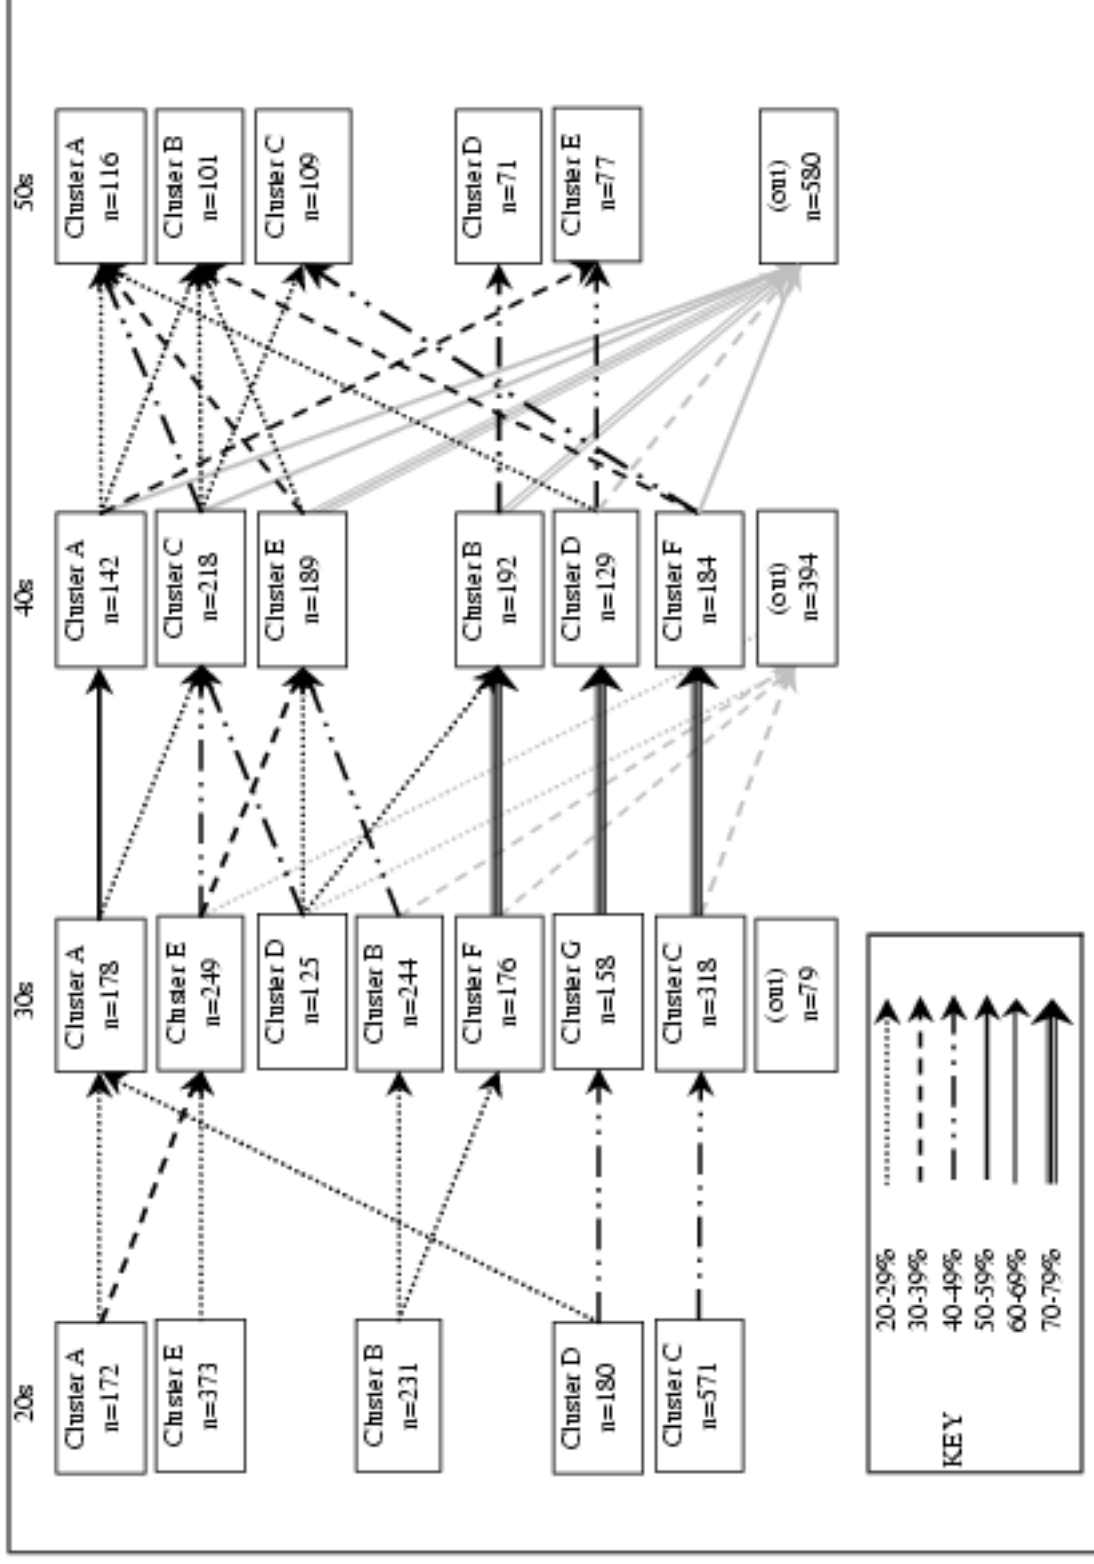 20s
30s
40s
50s
Cluster A
n=172
Cluster E
n=373
Cluster B
n=231
Cluster D
n=180
Cluster C
n=571
Cluster A
n=178
Cluster E
n=249
Cluster D
n=125
Cluster B
n=244
Cluster F
n=176
Cluster G
n=158
Cluster C
n=318
(out)
n=79
Cluster A
n=142
Cluster C
n=218
Cluster E
n=189
Cluster B
n=192
Cluster D
n=129
Cluster F
n=184
(out)
n=394
Cluster A
n=116
Cluster B
n=101
Cluster C
n=109
Cluster D
n=71
Cluster E
n=77
(out)
n=580
KEY
20-29%
30-39%
40-49%
50-59%
60-69%
70-79%